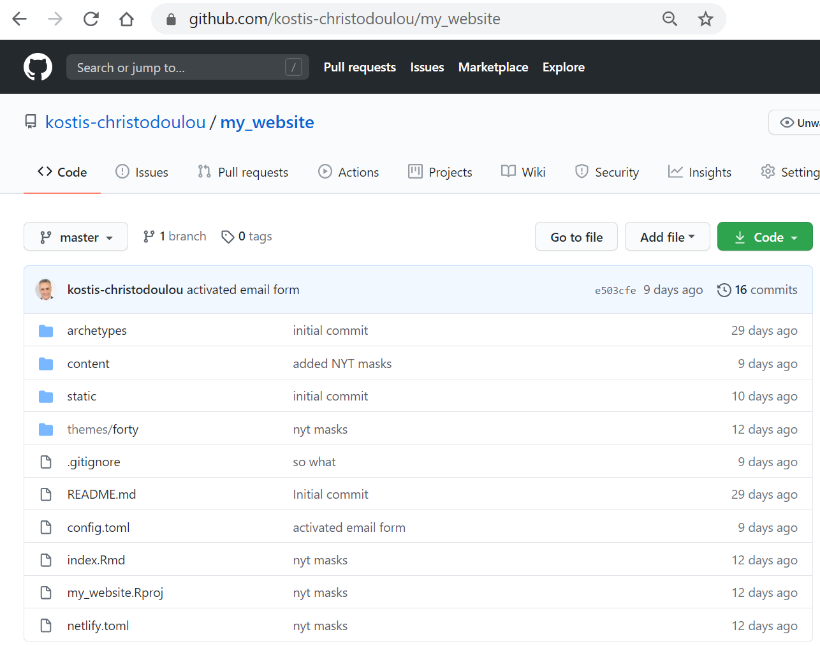 github.com/kostis-christodoulou/my_website
Search or jump to... / Pull requests Issues Marketplace Explore
kostis-christodoulou / my_website Unwa
Code Issues Pull requests Actions Projects Wiki Security Insights Setting
master 1 branch 0 tags Go to file Add file Code
kostis-christodoulou activated email form e503cfe 9 days ago 16 commits
archetypes initial commit 29 days ago
content added NYT masks 9 days ago
static initial commit 10 days ago
themes/forty nyt masks 12 days ago
.gitignore so what 9 days ago
README.md Initial commit 29 days ago
config.toml activated email form 9 days ago
index.Rmd nyt masks 12 days ago
my_website.Rproj nyt masks 12 days ago
netlify.toml nyt masks 12 days ago